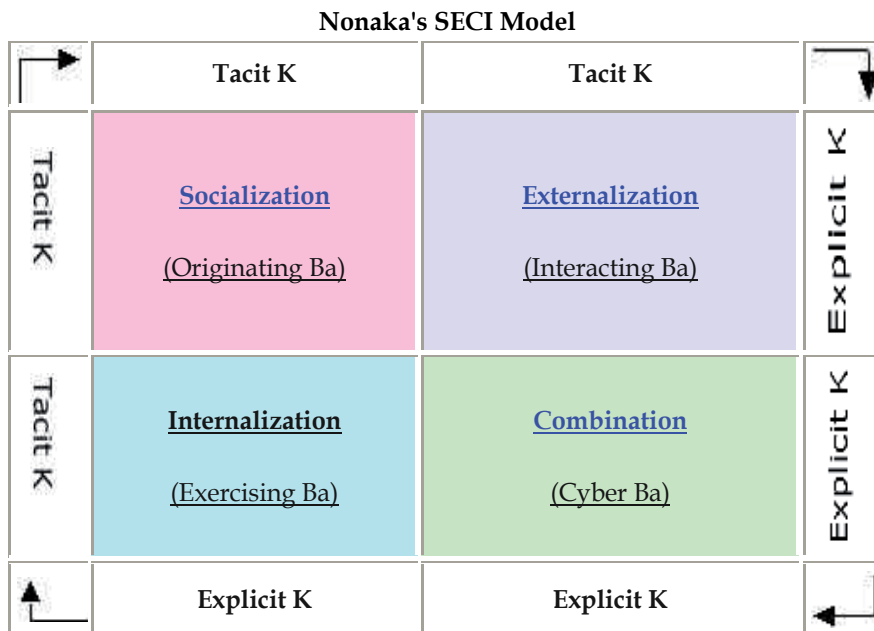 Nonaka's SECI Model
Tacit K
Tacit K
Tacit K
Socialization
(Originating Ba)
Externalization
(Interacting Ba)
Explicit K
Tacit K
Internalization
(Exercising Ba)
Combination
(Cyber Ba)
Explicit K
Explicit K
Explicit K